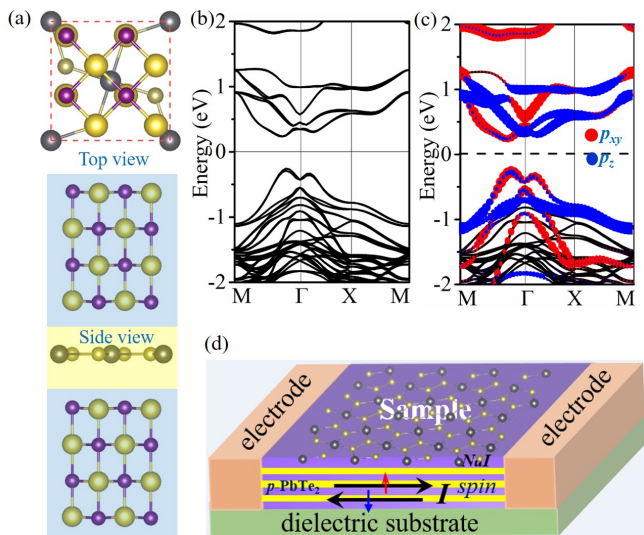 (a)
Top view
Side view
(b)
Energy (eV)
2
1
0
-1
-2
M Γ X M
(c)
Energy (eV)
2
1
0
-1
-2
M Γ X M
p_xy
p_z
(d)
electrode
Sample
electrode
NaI
p-PbTe₂
I spin
dielectric substrate